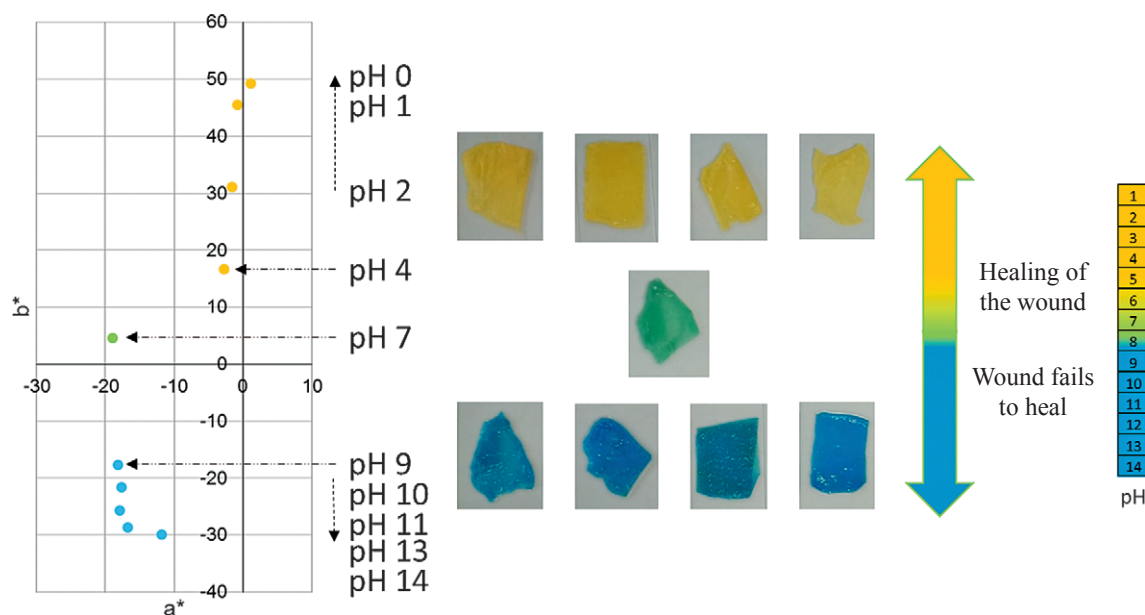 60
50
40
30
20
10
0
-10
-20
-30
-40
-30
-20
-10
0
10
b*
a*
pH 0
pH 1
pH 2
pH 4
pH 7
pH 9
pH 10
pH 11
pH 13
pH 14
Healing of
the wound
Wound fails
to heal
1
2
3
4
5
6
7
8
9
10
11
12
13
14
pH